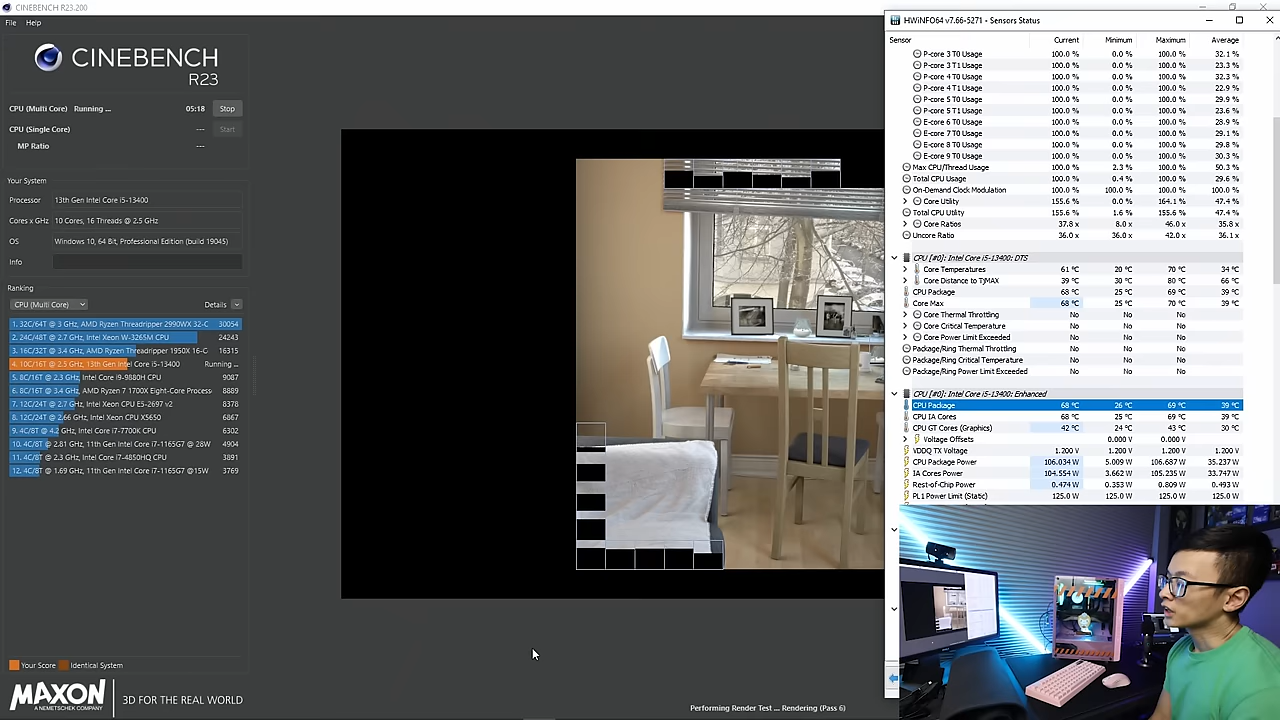 CINEBENCH R23.200
File Help
CINEBENCH
R23
CPU (Multi Core) Running ... 05:18 Stop
CPU (Single Core) --- Start
MP Ratio ---
Your System
Processor 13th Gen Intel Core i5-13400
Cores x GHz 10 Cores, 16 Threads @ 2.5 GHz
OS Windows 10, 64 Bit, Professional Edition (build 19045)
Info
Ranking
CPU (Multi Core) Details
1. 32C/64T @ 3 GHz, AMD Ryzen Threadripper 2990WX 32-C 30054
2. 24C/48T @ 2.7 GHz, Intel Xeon W-3265M CPU 24243
3. 16C/32T @ 3.4 GHz, AMD Ryzen Threadripper 1950X 16-C 16315
4. 10C/16T @ 2.5 GHz, 13th Gen Intel Core i5-13400 Running ...
5. 8C/16T @ 2.3 GHz, Intel Core i9-9880H CPU 9087
6. 8C/16T @ 3.4 GHz, AMD Ryzen 7 1700X Eight-Core Process 8889
7. 12C/24T @ 2.7 GHz, Intel Xeon CPU E5-2697 v2 8378
8. 12C/24T @ 2.66 GHz, Intel Xeon CPU X5650 6867
9. 4C/8T @ 4.2 GHz, Intel Core i7-7700K CPU 6302
10. 4C/8T @ 2.81 GHz, 11th Gen Intel Core i7-1165G7 @ 28W 4904
11. 4C/8T @ 2.3 GHz, Intel Core i7-4850HQ CPU 3891
12. 4C/8T @ 1.69 GHz, 11th Gen Intel Core i7-1165G7 @15W 3769
Your Score Identical System
MAXON
A NEMETSCHEK COMPANY
3D FOR THE REAL WORLD
Performing Render Test ... Rendering (Pass 6)
HWiNFO64 v7.66-5271 - Sensors Status
Sensor Current Minimum Maximum Average
P-core 3 T0 Usage 100.0 % 0.0 % 100.0 % 32.1 %
P-core 3 T1 Usage 100.0 % 0.0 % 100.0 % 23.3 %
P-core 4 T0 Usage 100.0 % 0.0 % 100.0 % 32.3 %
P-core 4 T1 Usage 100.0 % 0.0 % 100.0 % 22.9 %
P-core 5 T0 Usage 100.0 % 0.0 % 100.0 % 29.9 %
P-core 5 T1 Usage 100.0 % 0.0 % 100.0 % 23.6 %
E-core 6 T0 Usage 100.0 % 0.0 % 100.0 % 28.9 %
E-core 7 T0 Usage 100.0 % 0.0 % 100.0 % 29.1 %
E-core 8 T0 Usage 100.0 % 0.0 % 100.0 % 29.8 %
E-core 9 T0 Usage 100.0 % 0.0 % 100.0 % 30.3 %
Max CPU/Thread Usage 100.0 % 2.3 % 100.0 % 50.3 %
Total CPU Usage 100.0 % 0.4 % 100.0 % 29.6 %
On-Demand Clock Modulation 100.0 % 100.0 % 100.0 % 100.0 %
Core Utility 155.6 % 0.0 % 164.1 % 47.4 %
Total CPU Utility 155.6 % 1.6 % 155.6 % 47.4 %
Core Ratios 37.8 x 8.0 x 46.0 x 35.8 x
Uncore Ratio 36.0 x 36.0 x 42.0 x 36.1 x
CPU [#0]: Intel Core i5-13400: DTS
Core Temperatures 61 °C 20 °C 70 °C 34 °C
Core Distance to TjMAX 39 °C 30 °C 80 °C 66 °C
CPU Package 68 °C 25 °C 69 °C 39 °C
Core Max 68 °C 25 °C 70 °C 39 °C
Core Thermal Throttling No No No
Core Critical Temperature No No No
Core Power Limit Exceeded No No No
Package/Ring Thermal Throttling No No No
Package/Ring Critical Temperature No No No
Package/Ring Power Limit Exceeded No No No
CPU [#0]: Intel Core i5-13400: Enhanced
CPU Package 68 °C 26 °C 69 °C 39 °C
CPU IA Cores 68 °C 25 °C 69 °C 39 °C
CPU GT Cores (Graphics) 42 °C 24 °C 43 °C 30 °C
Voltage Offsets 0.000 V 0.000 V
VDDQ TX Voltage 1.200 V 1.200 V 1.200 V 1.200 V
CPU Package Power 106.034 W 5.009 W 106.687 W 35.237 W
IA Cores Power 104.554 W 3.662 W 105.235 W 33.747 W
Rest-of-Chip Power 0.474 W 0.353 W 0.809 W 0.493 W
PL1 Power Limit (Static) 125.0 W 125.0 W 125.0 W 125.0 W